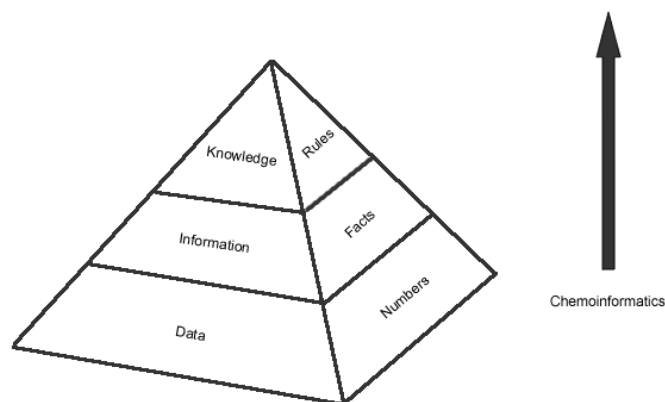 Knowledge
Rules
Information
Facts
Data
Numbers
Chemoinformatics